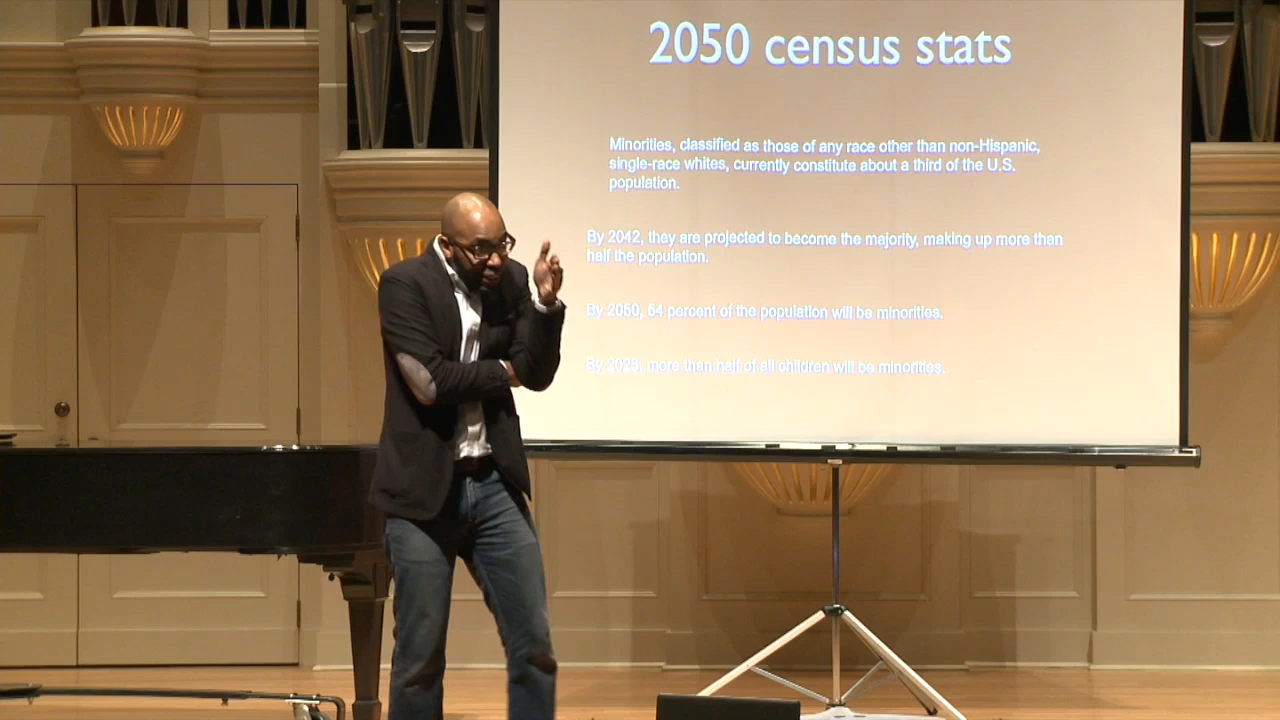 2050 census stats
Minorities, classified as those of any race other than non-Hispanic,
single-race whites, currently constitute about a third of the U.S.
population.
By 2042, they are projected to become the majority, making up more than
half the population.
By 2050, 54 percent of the population will be minorities.
By 2023, more than half of all children will be minorities.